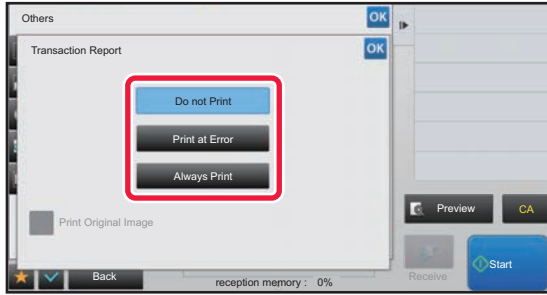 Others
OK
Transaction Report
OK
Do not Print
Print at Error
Always Print
Print Original Image
Preview
CA
Back
reception memory : 0%
Receive
Start